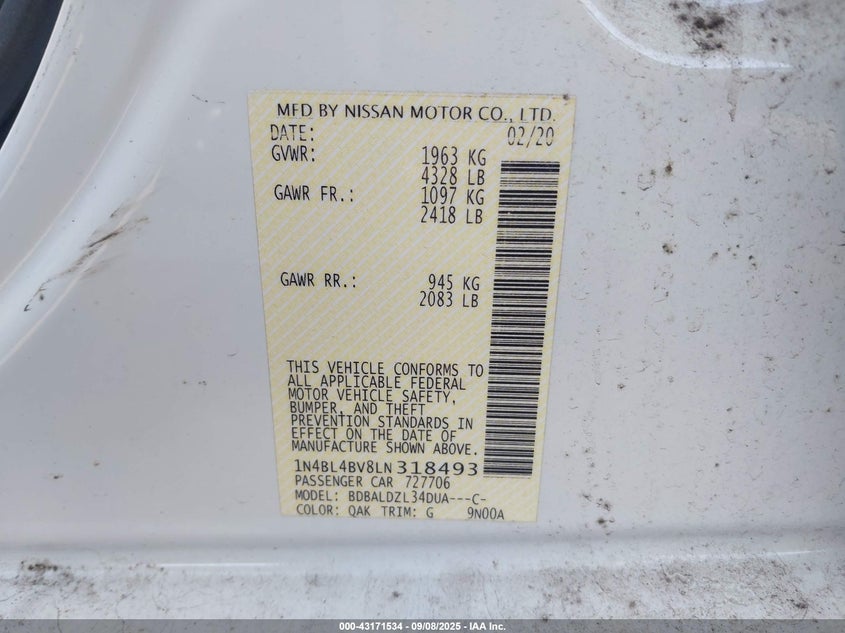 MFD BY NISSAN MOTOR CO., LTD.
DATE: 02/20
GVWR: 1963 KG
4328 LB
GAWR FR.: 1097 KG
2418 LB
GAWR RR.: 945 KG
2083 LB
THIS VEHICLE CONFORMS TO
ALL APPLICABLE FEDERAL
MOTOR VEHICLE SAFETY,
BUMPER, AND THEFT
PREVENTION STANDARDS IN
EFFECT ON THE DATE OF
MANUFACTURE SHOWN ABOVE.
1N4BL4BV8LN318493
PASSENGER CAR 727706
MODEL: BDBALDZL34DUA---C-
COLOR: QAK TRIM: G 9N00A
000-43171534 - 09/08/2025 - IAA Inc.